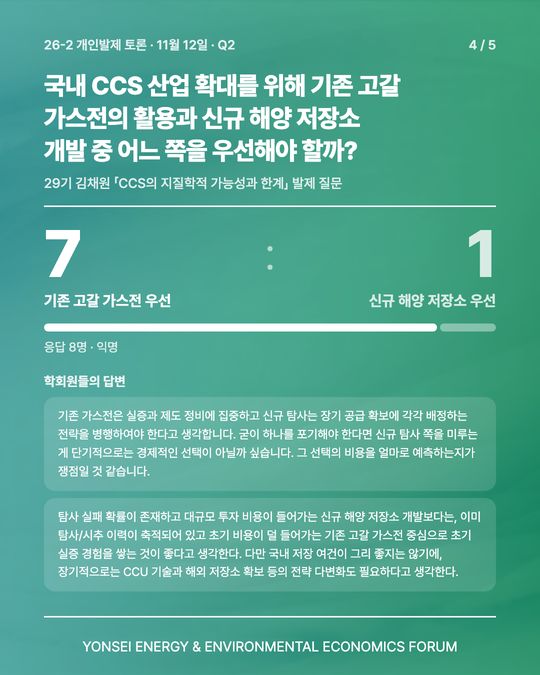 26-2 개인발제 토론 · 11월 12일 · Q2
4 / 5
국내 CCS 산업 확대를 위해 기존 고갈
가스전의 활용과 신규 해양 저장소
개발 중 어느 쪽을 우선해야 할까?
29기 김채원 「CCS의 지질학적 가능성과 한계」 발제 질문
7 : 1
기존 고갈 가스전 우선
신규 해양 저장소 우선
응답 8명 · 익명
학회원들의 답변
기존 가스전은 실증과 제도 정비에 집중하고 신규 탐사는 장기 공급 확보에 각각 배정하는
전략을 병행하여야 한다고 생각합니다. 굳이 하나를 포기해야 한다면 신규 탐사 쪽을 미루는
게 단기적으로는 경제적인 선택이 아닐까 싶습니다. 그 선택의 비용을 얼마로 예측하는지가
쟁점일 것 같습니다.
탐사 실패 확률이 존재하고 대규모 투자 비용이 들어가는 신규 해양 저장소 개발보다는, 이미
탐사/시추 이력이 축적되어 있고 초기 비용이 덜 들어가는 기존 고갈 가스전 중심으로 초기
실증 경험을 쌓는 것이 좋다고 생각한다. 다만 국내 저장 여건이 그리 좋지는 않기에,
장기적으로는 CCU 기술과 해외 저장소 확보 등의 전략 다변화도 필요하다고 생각한다.
YONSEI ENERGY & ENVIRONMENTAL ECONOMICS FORUM